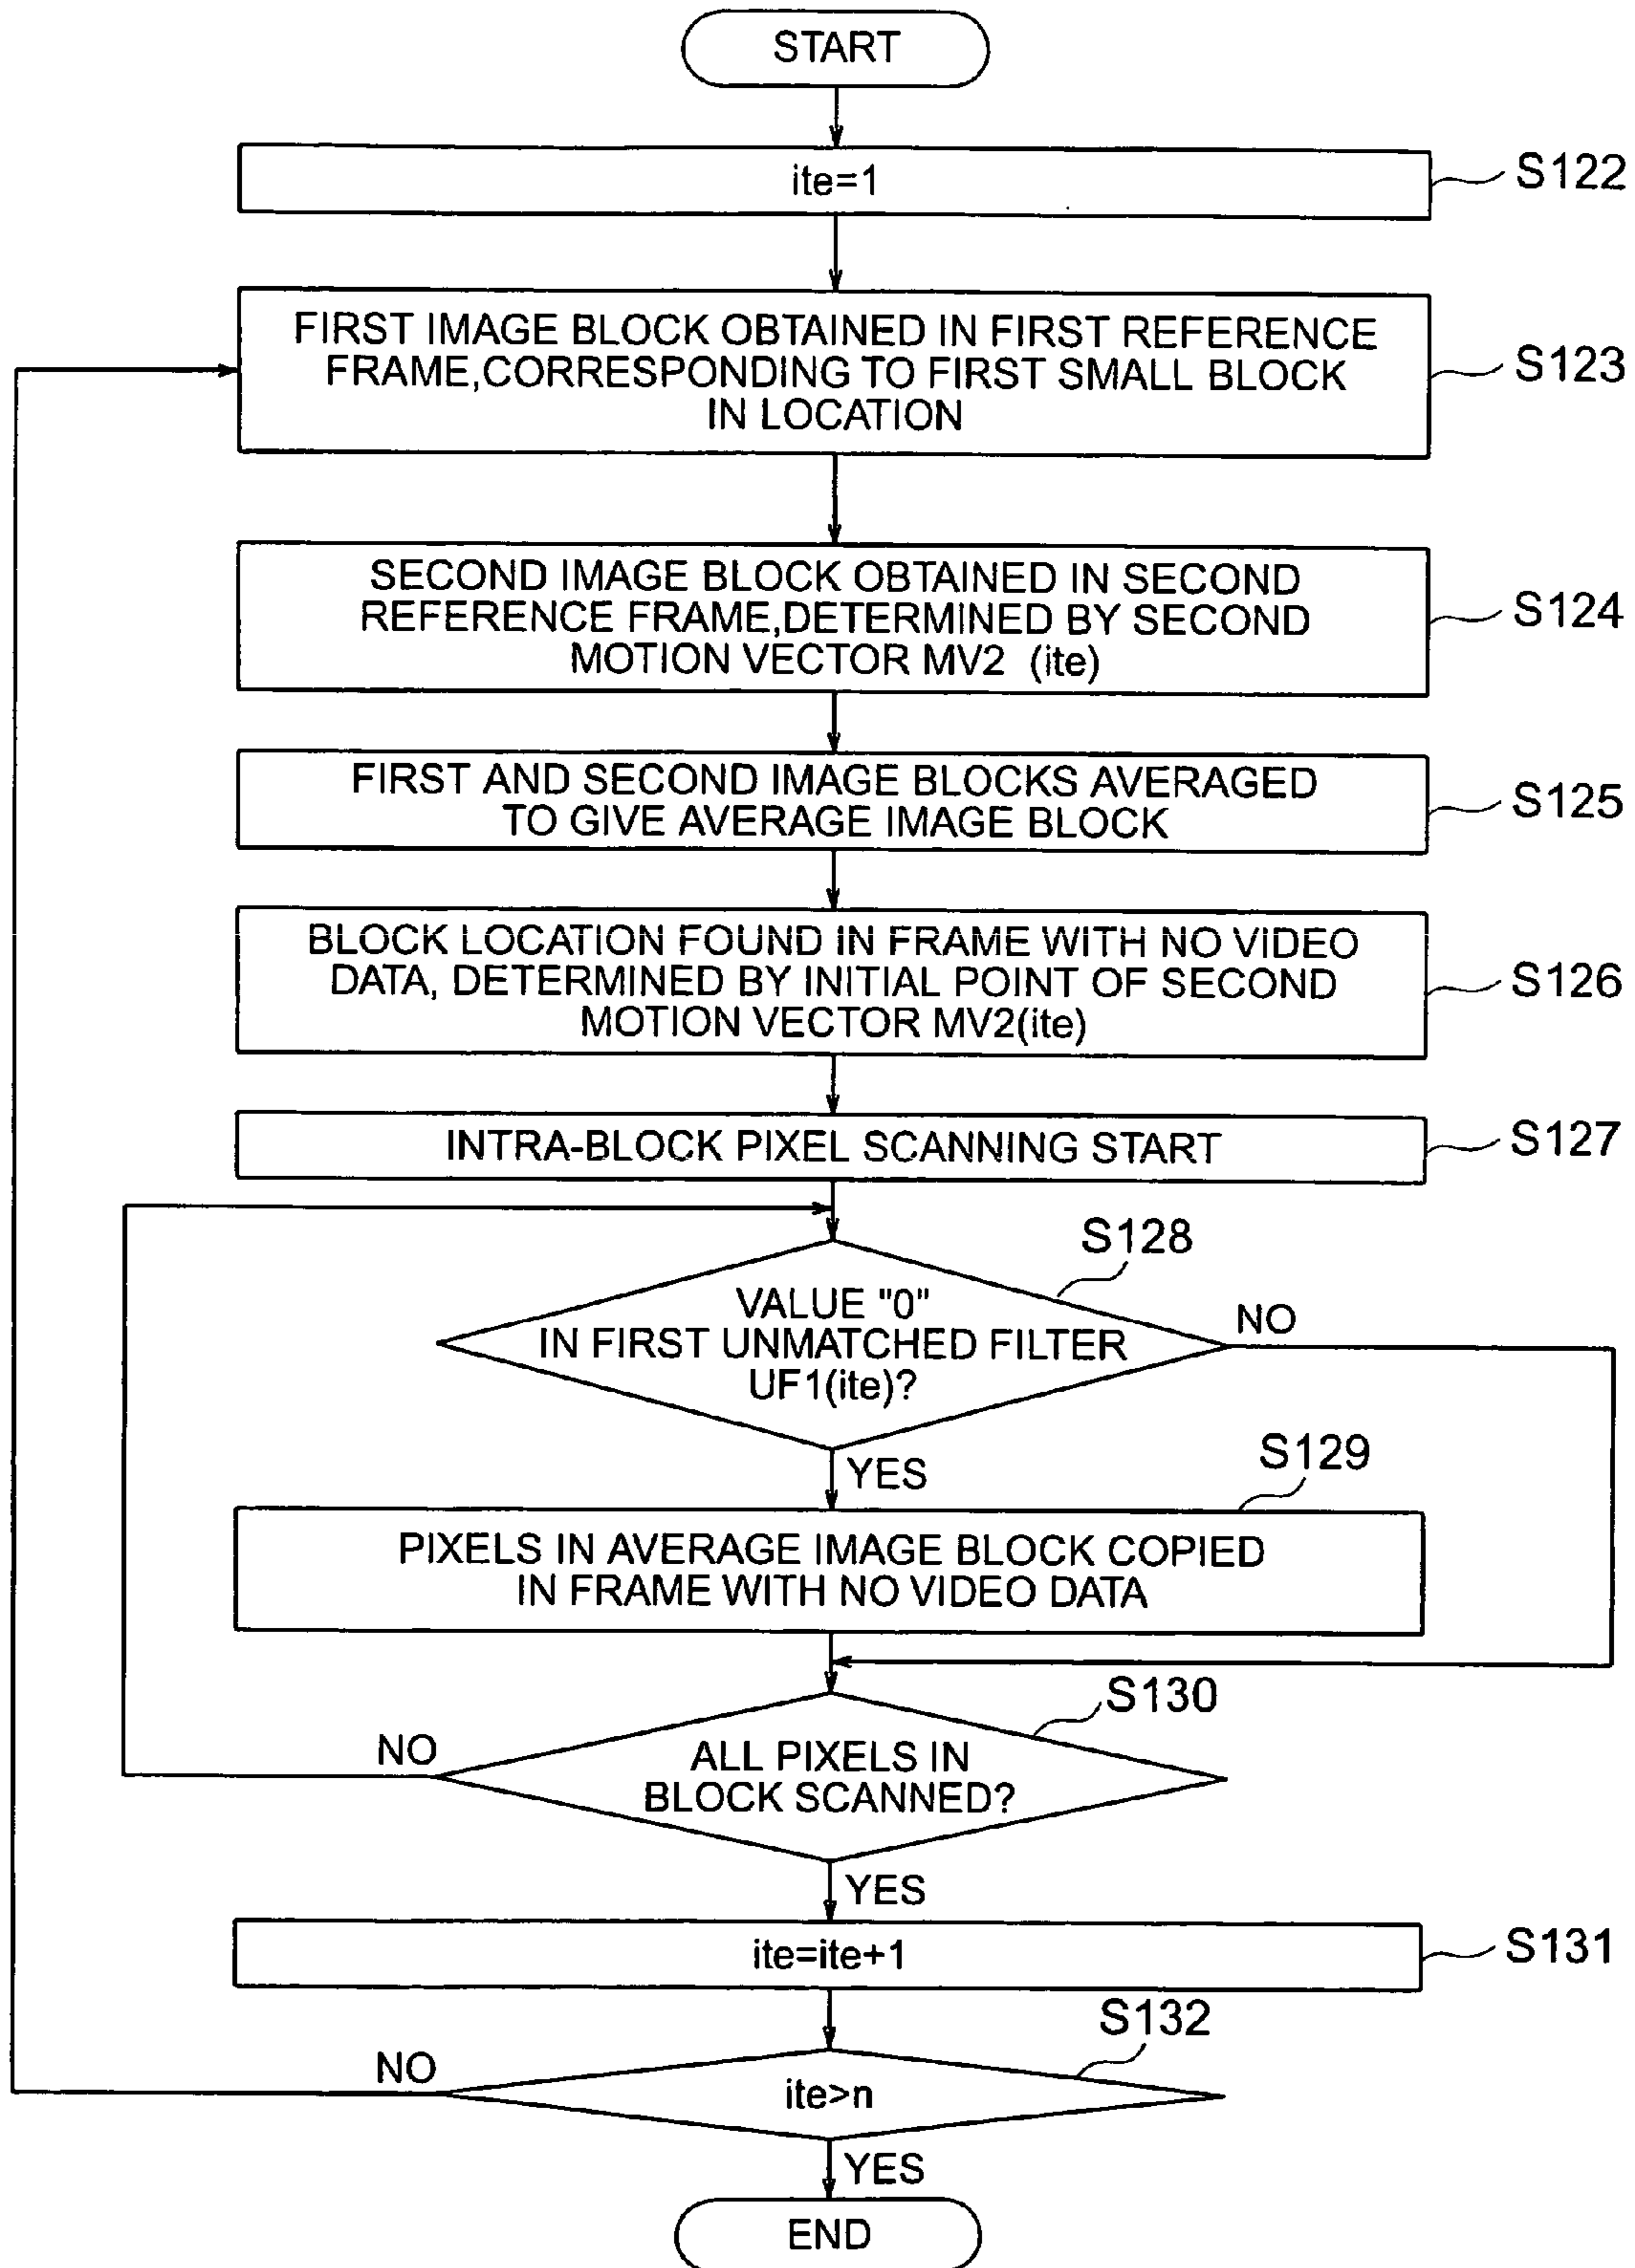 START
ite=1
S122
FIRST IMAGE BLOCK OBTAINED IN FIRST REFERENCE
FRAME,CORRESPONDING TO FIRST SMALL BLOCK
IN LOCATION
S123
SECOND IMAGE BLOCK OBTAINED IN SECOND
REFERENCE FRAME,DETERMINED BY SECOND
MOTION VECTOR MV2 (ite)
S124
FIRST AND SECOND IMAGE BLOCKS AVERAGED
TO GIVE AVERAGE IMAGE BLOCK
S125
BLOCK LOCATION FOUND IN FRAME WITH NO VIDEO
DATA, DETERMINED BY INITIAL POINT OF SECOND
MOTION VECTOR MV2(ite)
S126
INTRA-BLOCK PIXEL SCANNING START
S127
S128
VALUE "0"
IN FIRST UNMATCHED FILTER
UF1(ite)?
NO
YES
S129
PIXELS IN AVERAGE IMAGE BLOCK COPIED
IN FRAME WITH NO VIDEO DATA
S130
NO
ALL PIXELS IN
BLOCK SCANNED?
YES
ite=ite+1
S131
S132
NO
ite>n
YES
END